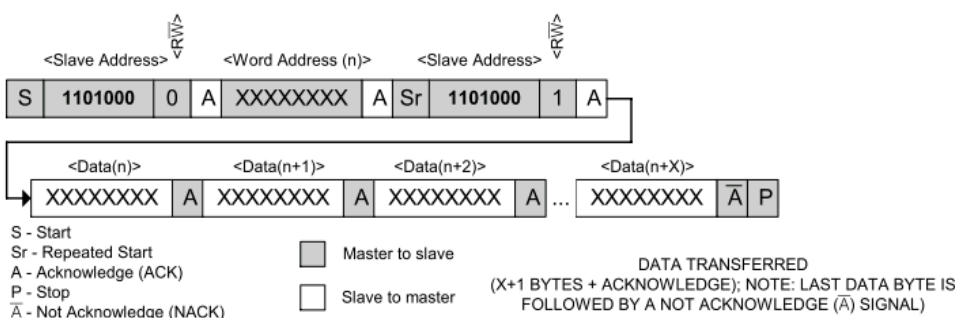 <RW̅>
<RW̅>
<Slave Address>
<Word Address (n)>
<Slave Address>
S 1101000 0 A XXXXXXXX A Sr 1101000 1 A
<Data(n)> <Data(n+1)> <Data(n+2)> <Data(n+X)>
XXXXXXXX A XXXXXXXX A XXXXXXXX A ... XXXXXXXX A̅ P
S - Start
Sr - Repeated Start
A - Acknowledge (ACK)
P - Stop
A̅ - Not Acknowledge (NACK)
Master to slave
Slave to master
DATA TRANSFERRED
(X+1 BYTES + ACKNOWLEDGE); NOTE: LAST DATA BYTE IS
FOLLOWED BY A NOT ACKNOWLEDGE (A̅) SIGNAL)